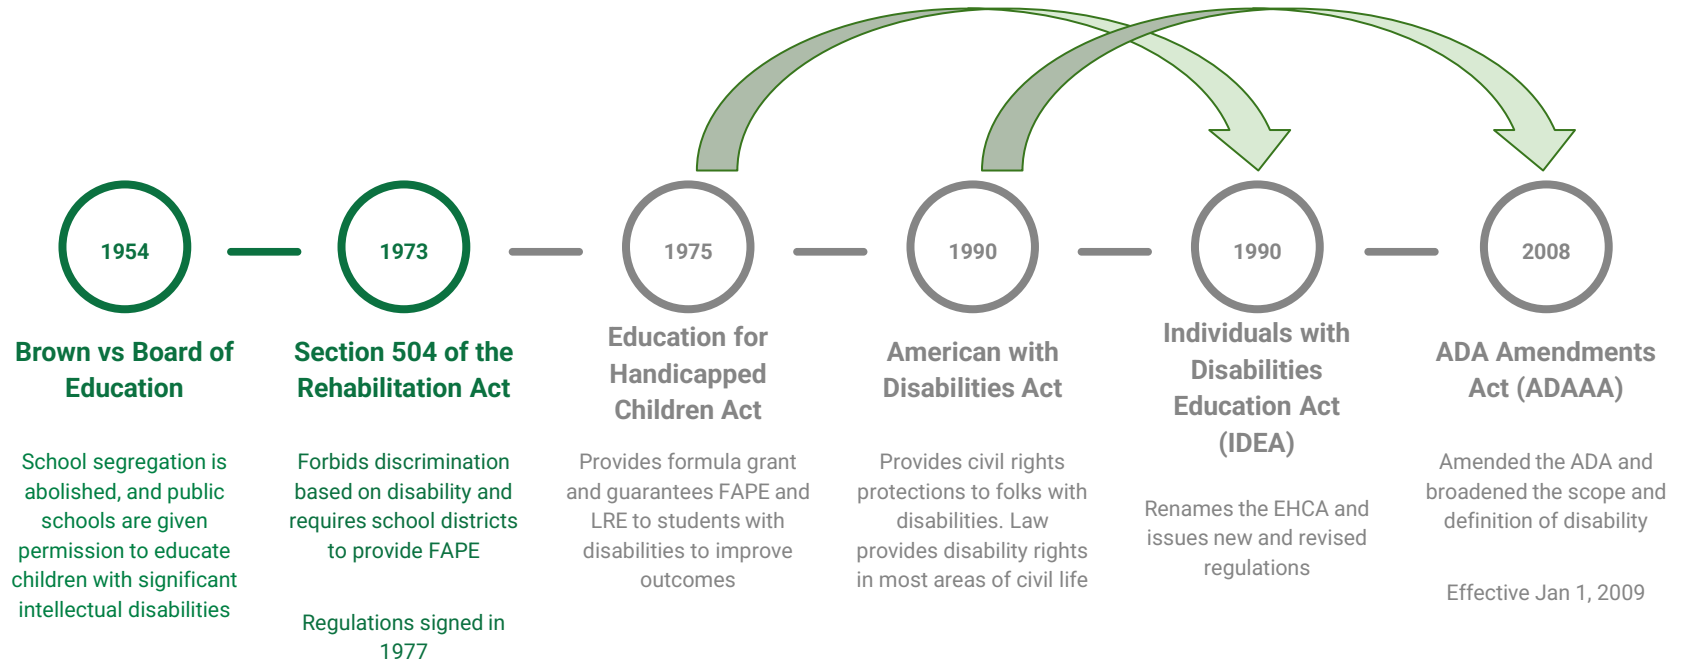 1954
Brown vs Board of
Education
School segregation is
abolished, and public
schools are given
permission to educate
children with significant
intellectual disabilities
1973
Section 504 of the
Rehabilitation Act
Forbids discrimination
based on disability and
requires school districts
to provide FAPE
Regulations signed in
1977
1975
Education for
Handicapped
Children Act
Provides formula grant
and guarantees FAPE and
LRE to students with
disabilities to improve
outcomes
1990
American with
Disabilities Act
Provides civil rights
protections to folks with
disabilities. Law
provides disability rights
in most areas of civil life
1990
Individuals with
Disabilities
Education Act
(IDEA)
Renames the EHCA and
issues new and revised
regulations
2008
ADA Amendments
Act (ADAAA)
Amended the ADA and
broadened the scope and
definition of disability
Effective Jan 1, 2009